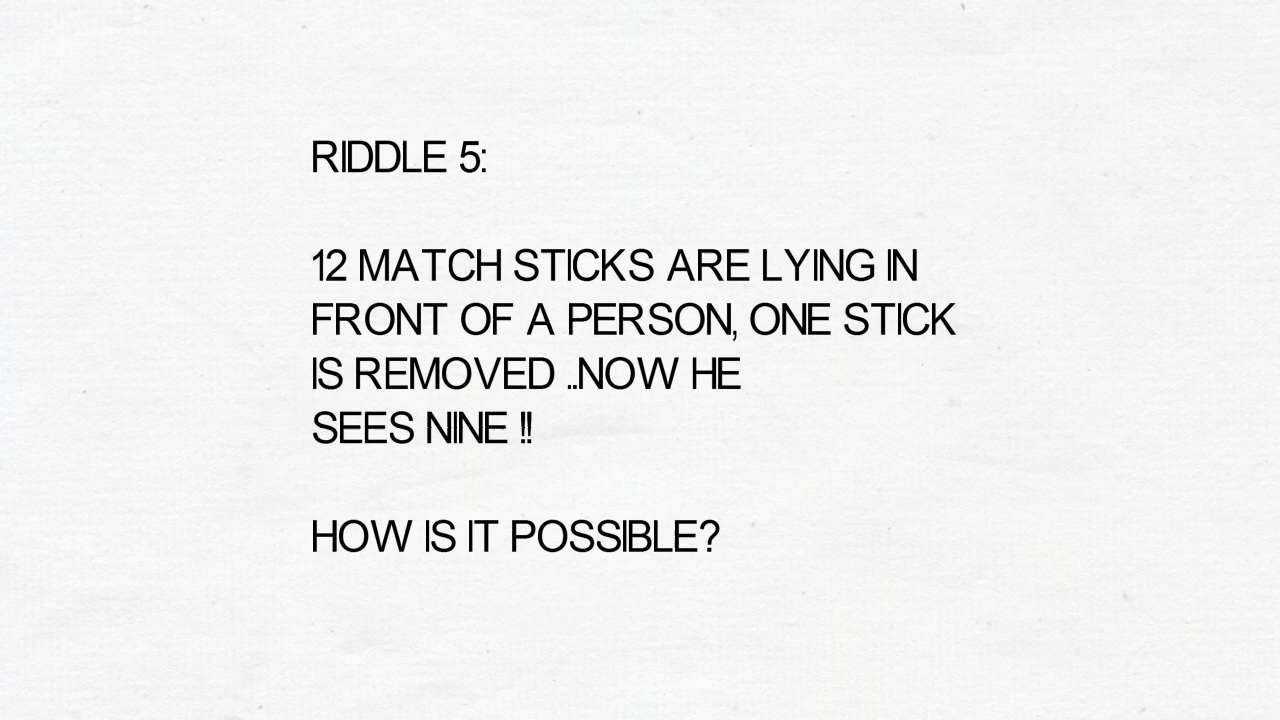 RIDDLE 5:
12 MATCH STICKS ARE LYING IN
FRONT OF A PERSON, ONE STICK
IS REMOVED ..NOW HE
SEES NINE !!
HOW IS IT POSSIBLE?